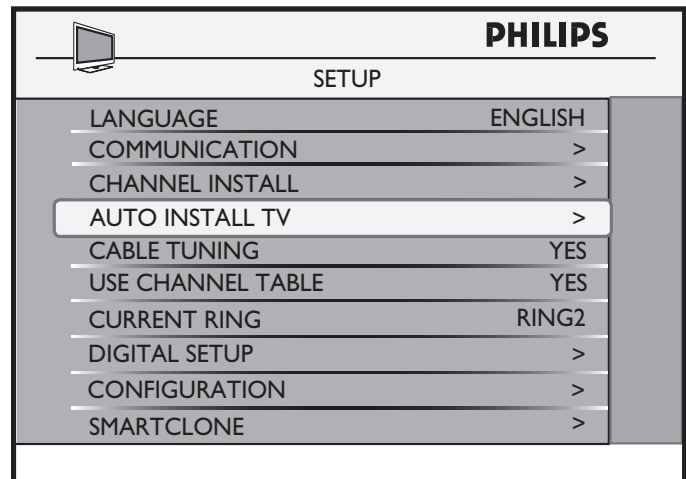 PHILIPS
SETUP
LANGUAGE ENGLISH
COMMUNICATION >
CHANNEL INSTALL >
AUTO INSTALL TV >
CABLE TUNING YES
USE CHANNEL TABLE YES
CURRENT RING RING2
DIGITAL SETUP >
CONFIGURATION >
SMARTCLONE >